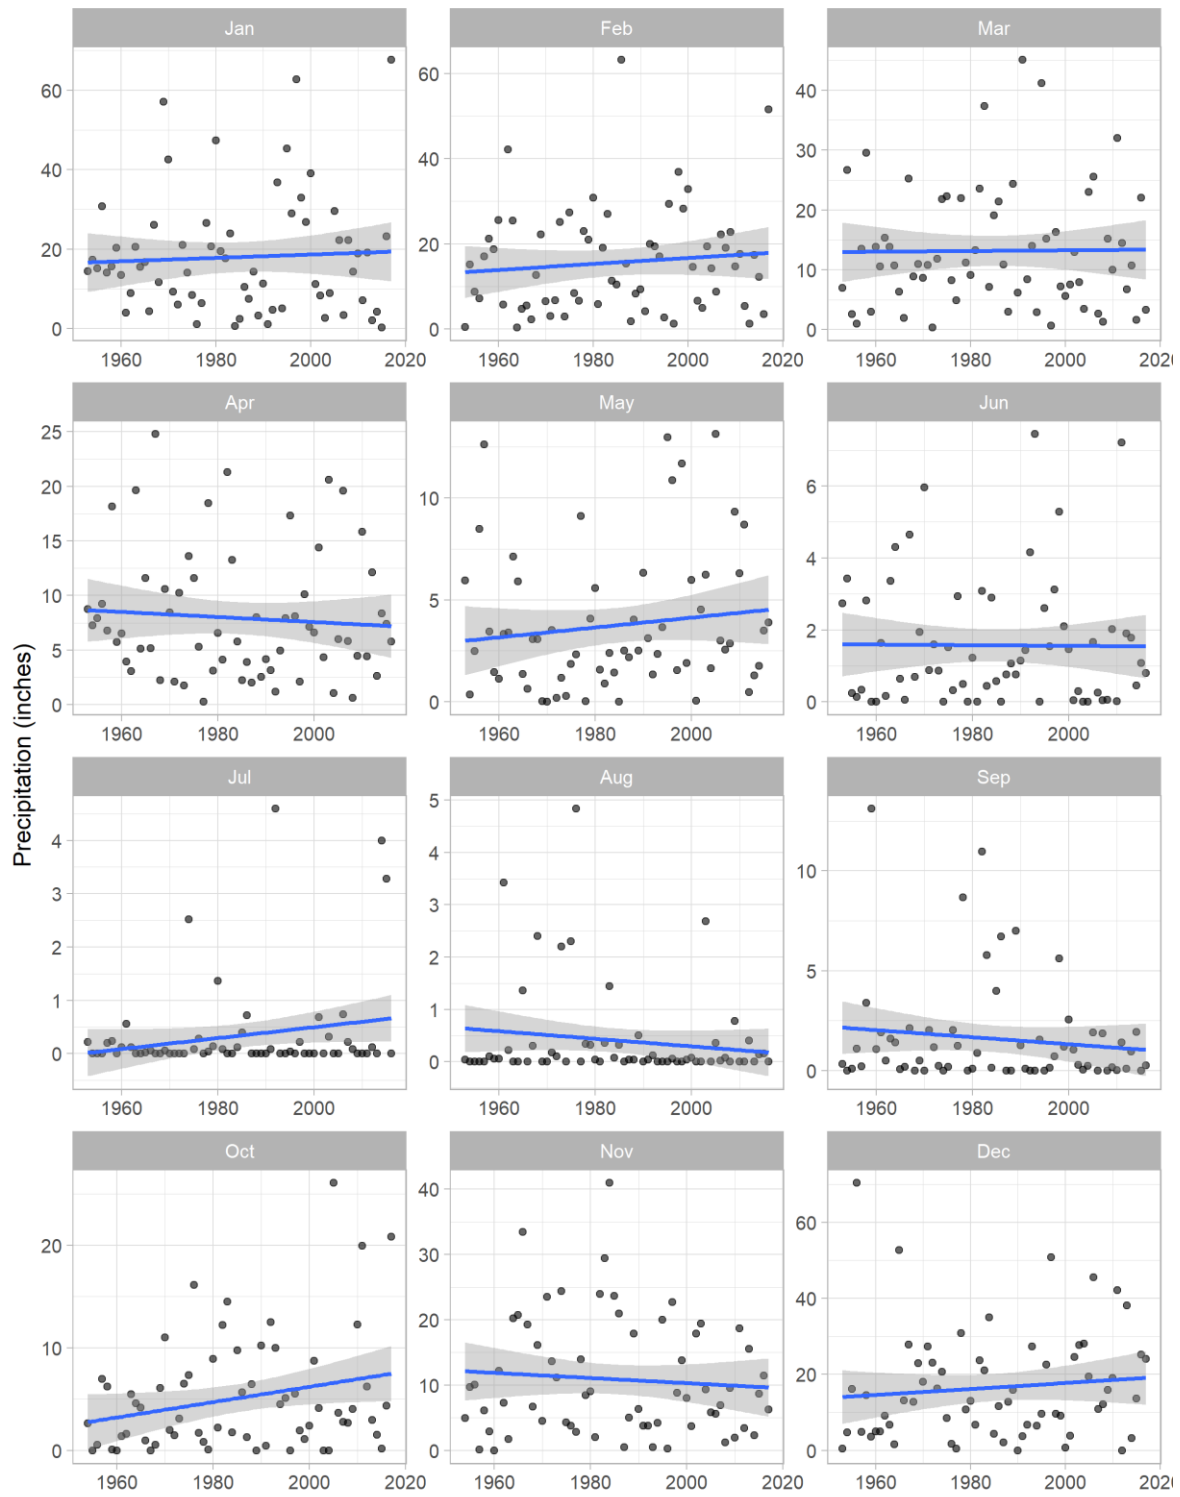 Precipitation (inches)
Jan Feb Mar
60 40 20 0
60 40 20 0
40 30 20 10 0
1960 1980 2000 2020
1960 1980 2000 2020
1960 1980 2000 202
Apr May Jun
25 20 15 10 5 0
10 5 0
6 4 2 0
1960 1980 2000
1960 1980 2000
1960 1980 2000
Jul Aug Sep
4 3 2 1 0
5 4 3 2 1 0
10 5 0
1960 1980 2000
1960 1980 2000
1960 1980 2000
Oct Nov Dec
20 10 0
40 30 20 10 0
60 40 20 0
1960 1980 2000 2020
1960 1980 2000 2020
1960 1980 2000 202